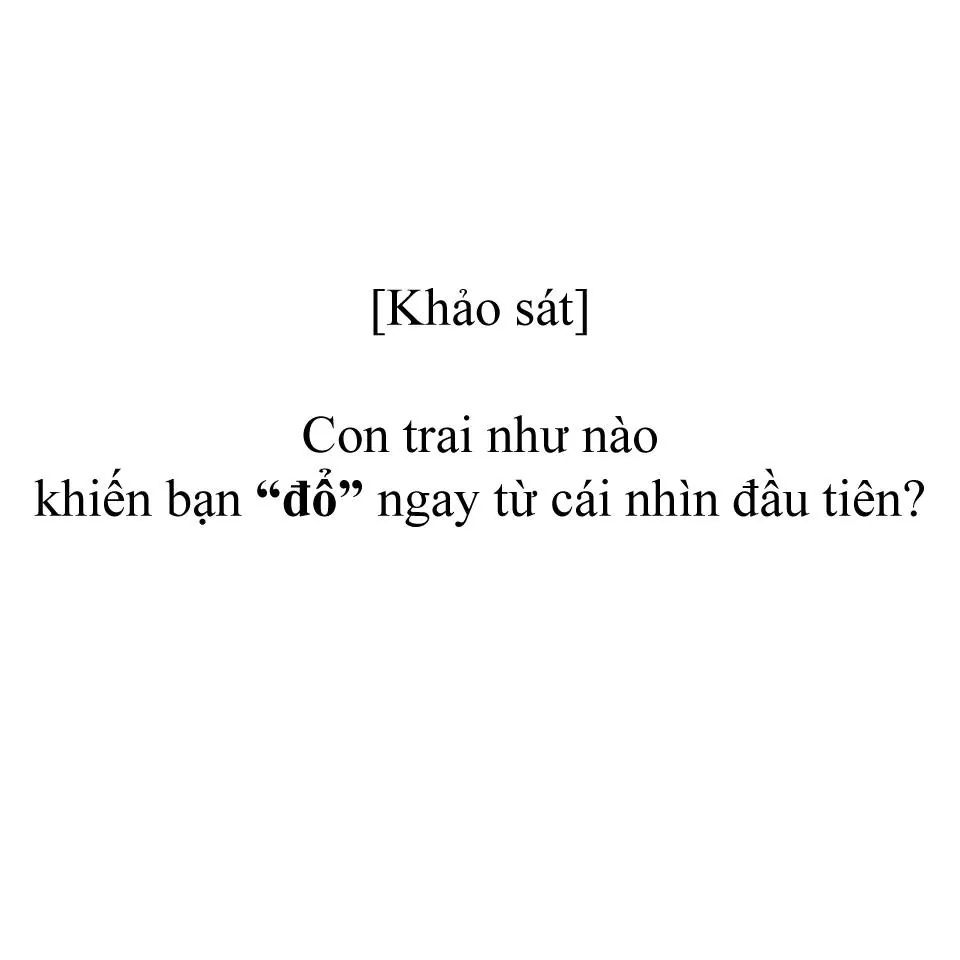 [Khảo sát]
Con trai như nào
khiến bạn “đổ” ngay từ cái nhìn đầu tiên?